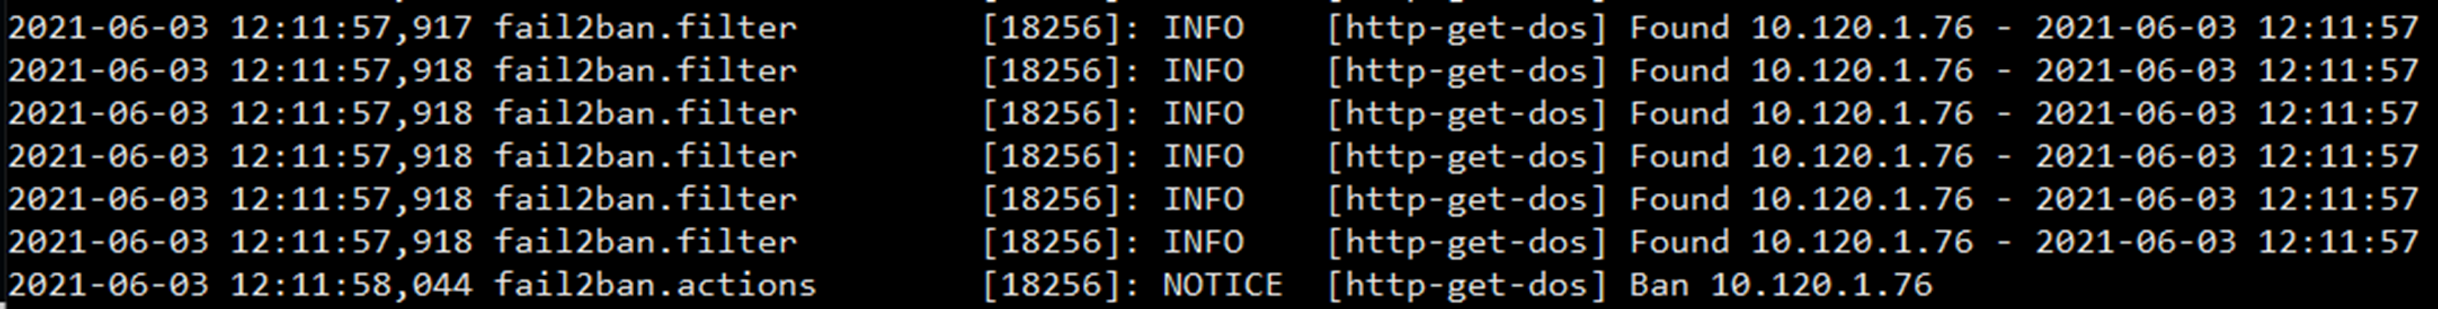 2021-06-03 12:11:57,917 fail2ban.filter         [18256]: INFO    [http-get-dos] Found 10.120.1.76 - 2021-06-03 12:11:57
2021-06-03 12:11:57,918 fail2ban.filter         [18256]: INFO    [http-get-dos] Found 10.120.1.76 - 2021-06-03 12:11:57
2021-06-03 12:11:57,918 fail2ban.filter         [18256]: INFO    [http-get-dos] Found 10.120.1.76 - 2021-06-03 12:11:57
2021-06-03 12:11:57,918 fail2ban.filter         [18256]: INFO    [http-get-dos] Found 10.120.1.76 - 2021-06-03 12:11:57
2021-06-03 12:11:57,918 fail2ban.filter         [18256]: INFO    [http-get-dos] Found 10.120.1.76 - 2021-06-03 12:11:57
2021-06-03 12:11:57,918 fail2ban.filter         [18256]: INFO    [http-get-dos] Found 10.120.1.76 - 2021-06-03 12:11:57
2021-06-03 12:11:58,044 fail2ban.actions        [18256]: NOTICE  [http-get-dos] Ban 10.120.1.76